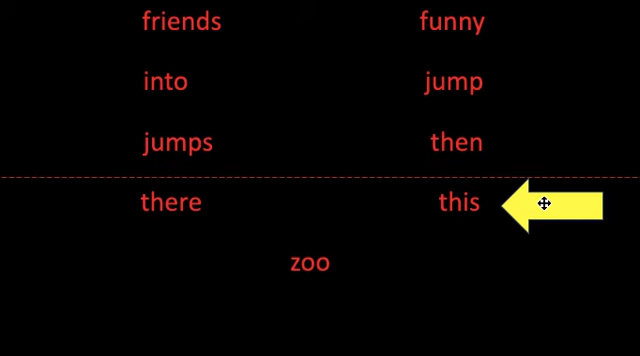 friends funny
into jump
jumps then
there this
zoo